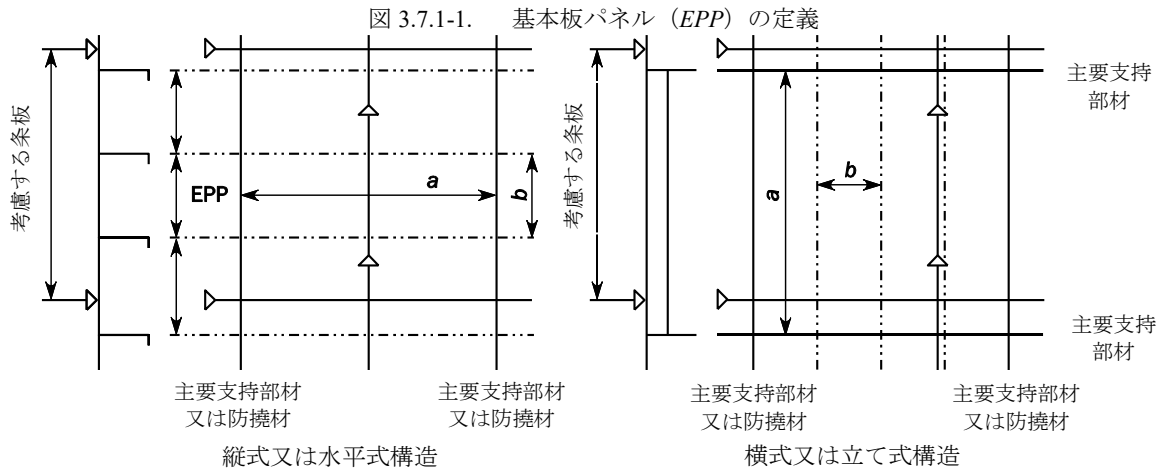 図 3.7.1-1. 基本板パネル（EPP）の定義
考慮する条板
EPP
a
b
主要支持部材
又は防撓材
主要支持部材
又は防撓材
縦式又は水平式構造
考慮する条板
a
b
主要支持
部材
主要支持
部材
主要支持部材
又は防撓材
主要支持部材
又は防撓材
横式又は立て式構造